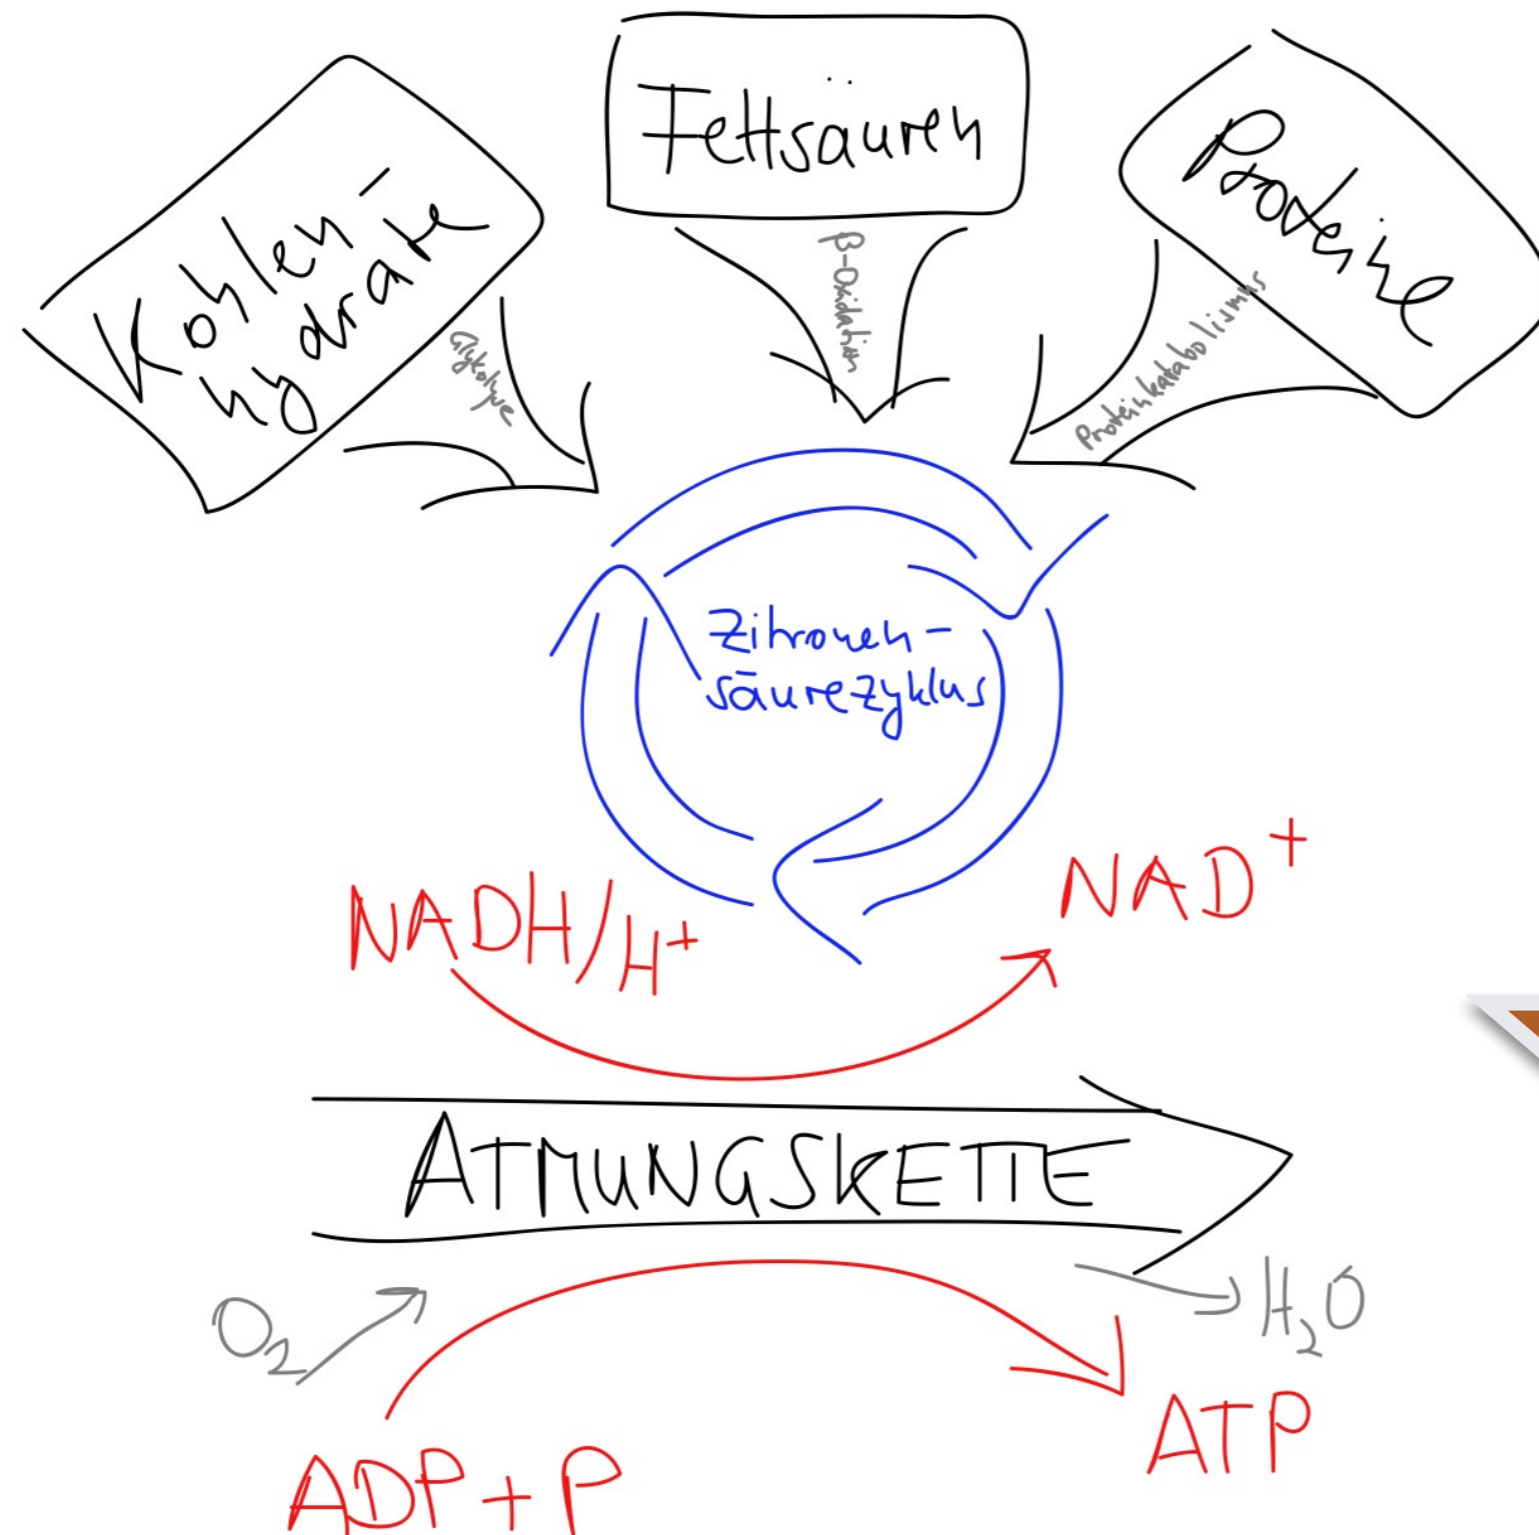 Kohlen-
hydrate
Fettsäuren
Proteine
Glykolyse
β-Oxidation
Proteinkatabolismus
Zitronen-
säurezyklus
NADH/H⁺
NAD⁺
ATMUNGSKETTE
O₂
H₂O
ADP+P
ATP